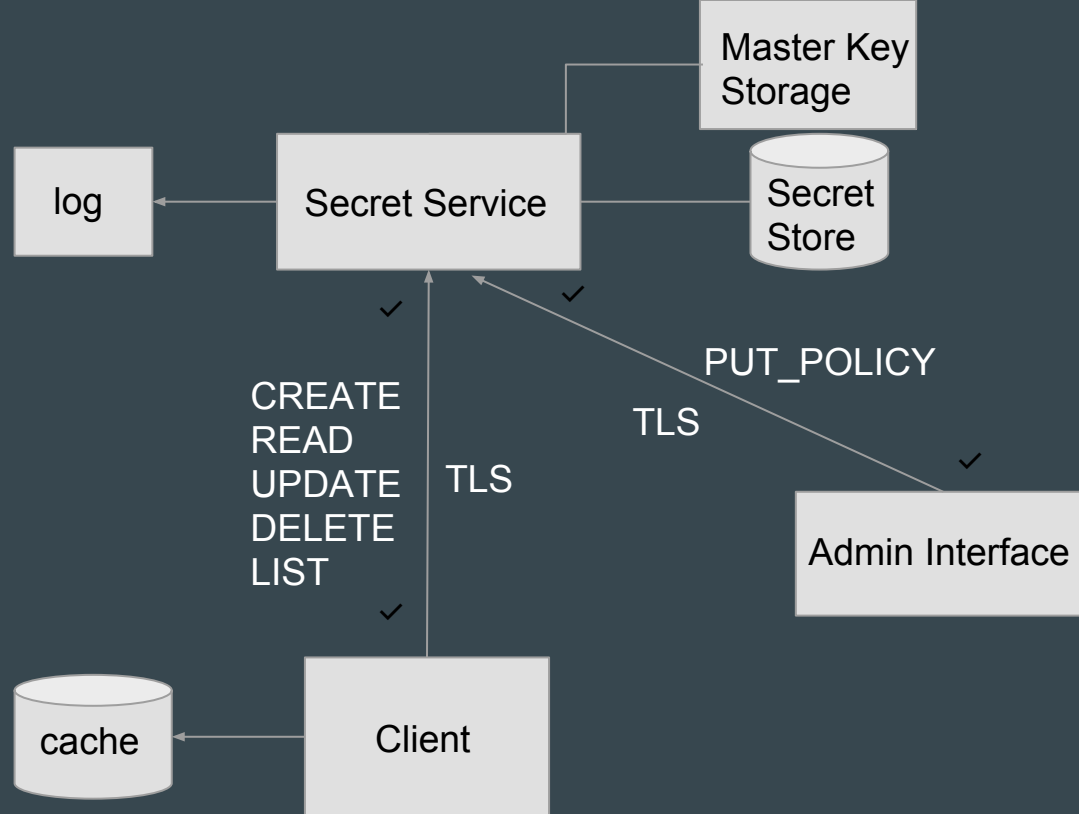 Master Key
Storage
log
Secret Service
Secret
Store
PUT_POLICY
CREATE
READ
UPDATE
DELETE
LIST
TLS
TLS
Admin Interface
cache
Client